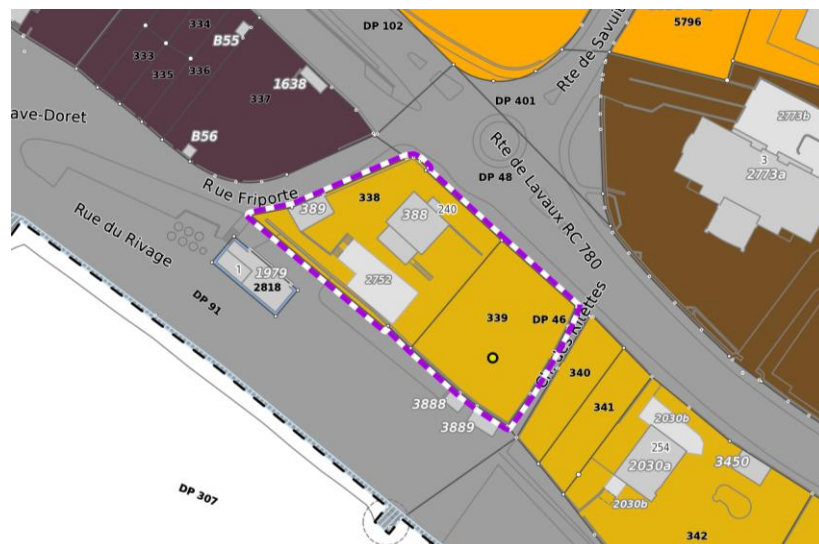 334
DP 102
5796
B55
333
335
336
Rte de Savuit
2773b
1638
337
DP 401
ave-Doret
B56
3
2773a
Rte de Lavaux RC 780
DP 48
Rue Friporte
389
338
388
240
Rue du Rivage
1
1979
2752
2818
DP 91
339
DP 46
340
3888
341
2030b
3889
254
2030a
3450
2030b
DP 307
342